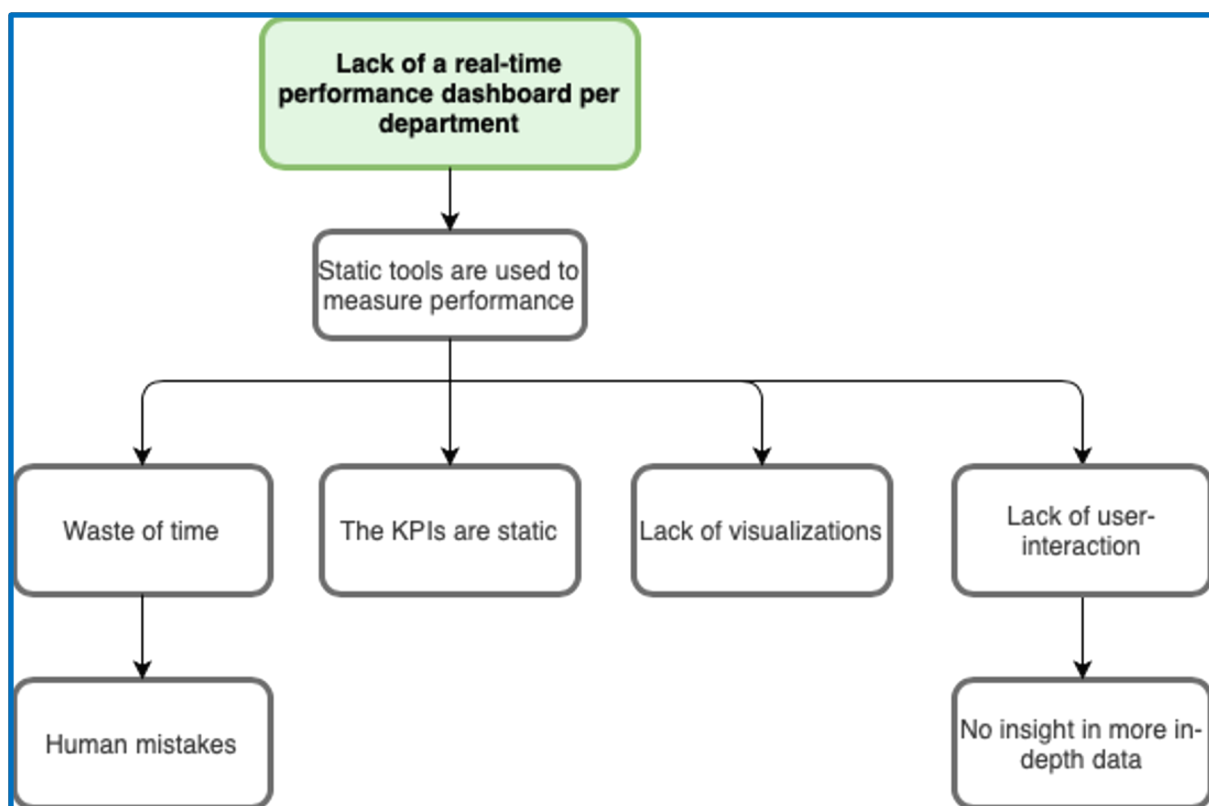 Lack of a real-time
performance dashboard per
department
Static tools are used to
measure performance
Waste of time
The KPIs are static
Lack of visualizations
Lack of user-
interaction
Human mistakes
No insight in more in-
depth data